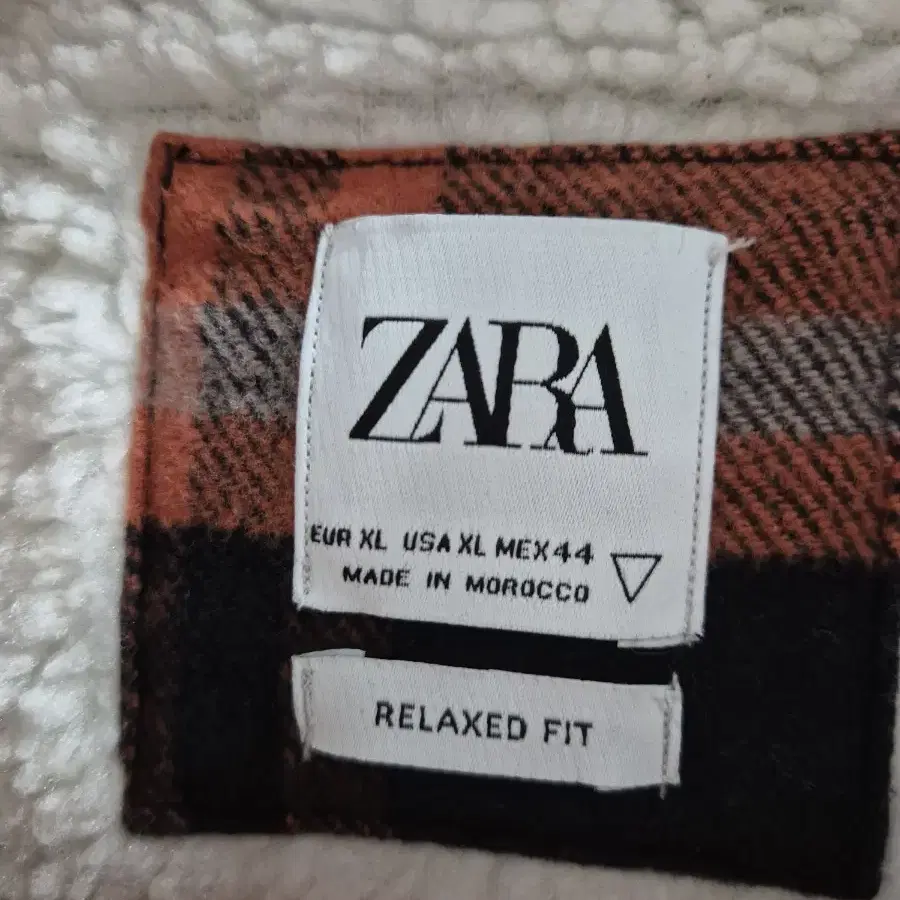 ZARA
EUR XL USA XL MEX 44
MADE IN MOROCCO
RELAXED FIT